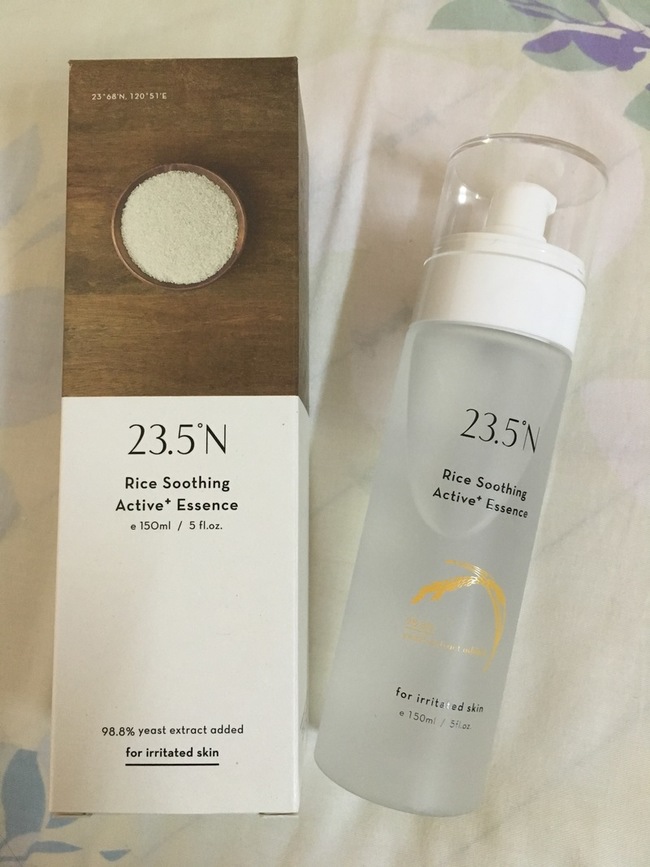 23°68'N, 120°51'E
23.5°N
Rice Soothing
Active⁺ Essence
e 150ml / 5 fl.oz.
98.8% yeast extract added
for irritated skin
23.5°N
Rice Soothing
Active⁺ Essence
for irritated skin
e 150ml / 5fl.oz.